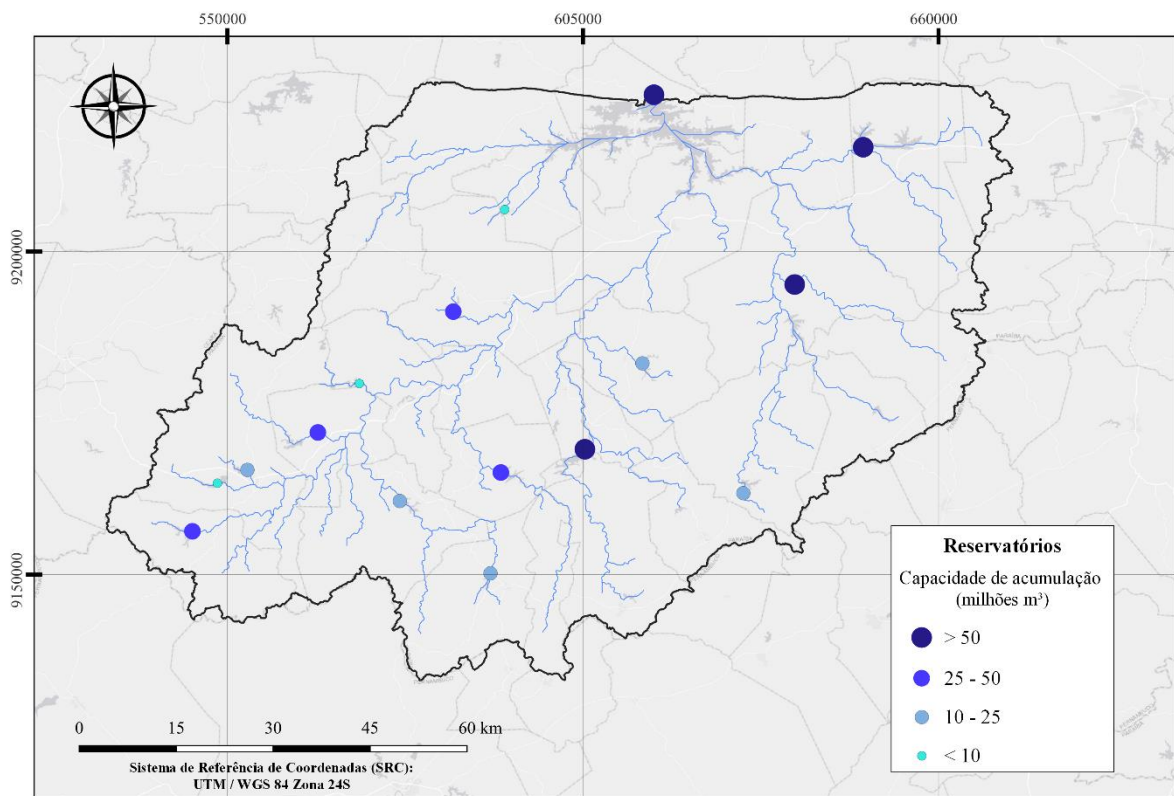 550000
605000
660000
9200000
9150000
Reservatórios
Capacidade de acumulação
(milhões m³)
> 50
25 - 50
10 - 25
< 10
0
15
30
45
60 km
Sistema de Referência de Coordenadas (SRC):
UTM / WGS 84 Zona 24S